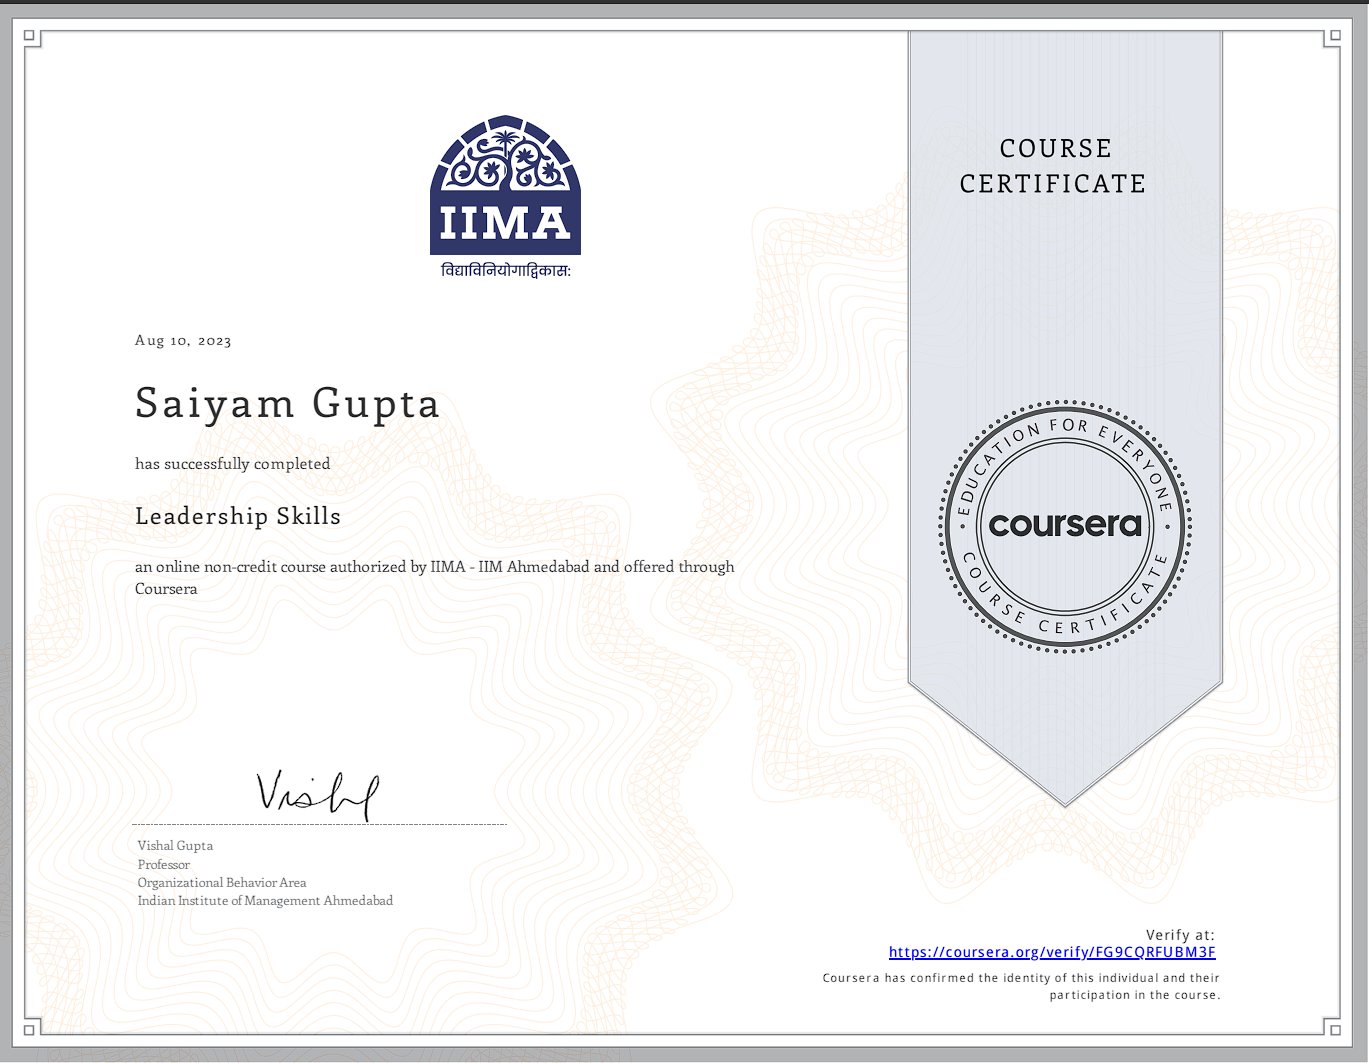 IIMA
विद्याविनियोगाद्विकास:
COURSE
CERTIFICATE
Aug 10, 2023
Saiyam Gupta
has successfully completed
Leadership Skills
an online non-credit course authorized by IIMA - IIM Ahmedabad and offered through
Coursera
EDUCATION FOR EVERYONE
coursera
COURSE CERTIFICATE
Vishal
Vishal Gupta
Professor
Organizational Behavior Area
Indian Institute of Management Ahmedabad
Verify at:
https://coursera.org/verify/FG9CQRFUBM3F
Coursera has confirmed the identity of this individual and their
participation in the course.